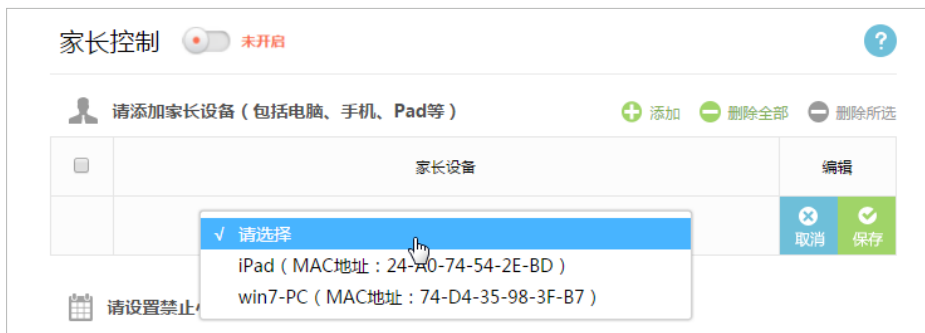 家长控制 未开启 ?
请添加家长设备（包括电脑、手机、Pad等） 添加 删除全部 删除所选
家长设备 编辑
√ 请选择 取消 保存
iPad（MAC地址：24-A0-74-54-2E-BD）
win7-PC（MAC地址：74-D4-35-98-3F-B7）
请设置禁止